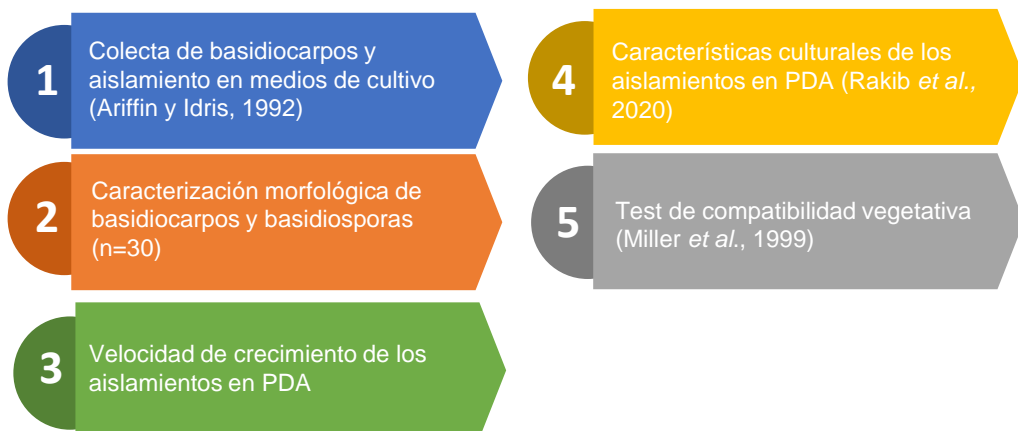 1
Colecta de basidiocarpos y
aislamiento en medios de cultivo
(Ariffin y Idris, 1992)
2
Caracterización morfológica de
basidiocarpos y basidiosporas
(n=30)
3
Velocidad de crecimiento de los
aislamientos en PDA
4
Características culturales de los
aislamientos en PDA (Rakib et al.,
2020)
5
Test de compatibilidad vegetativa
(Miller et al., 1999)